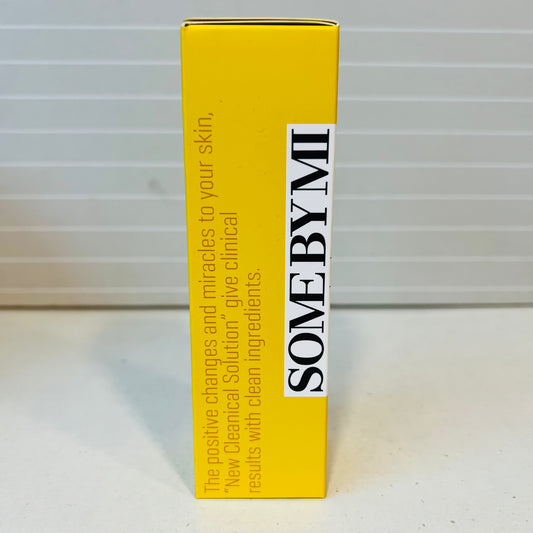 The positive changes and miracles to your skin,
"New Cleanical Solution" give clinical
results with clean ingredients.
SOME BY MI